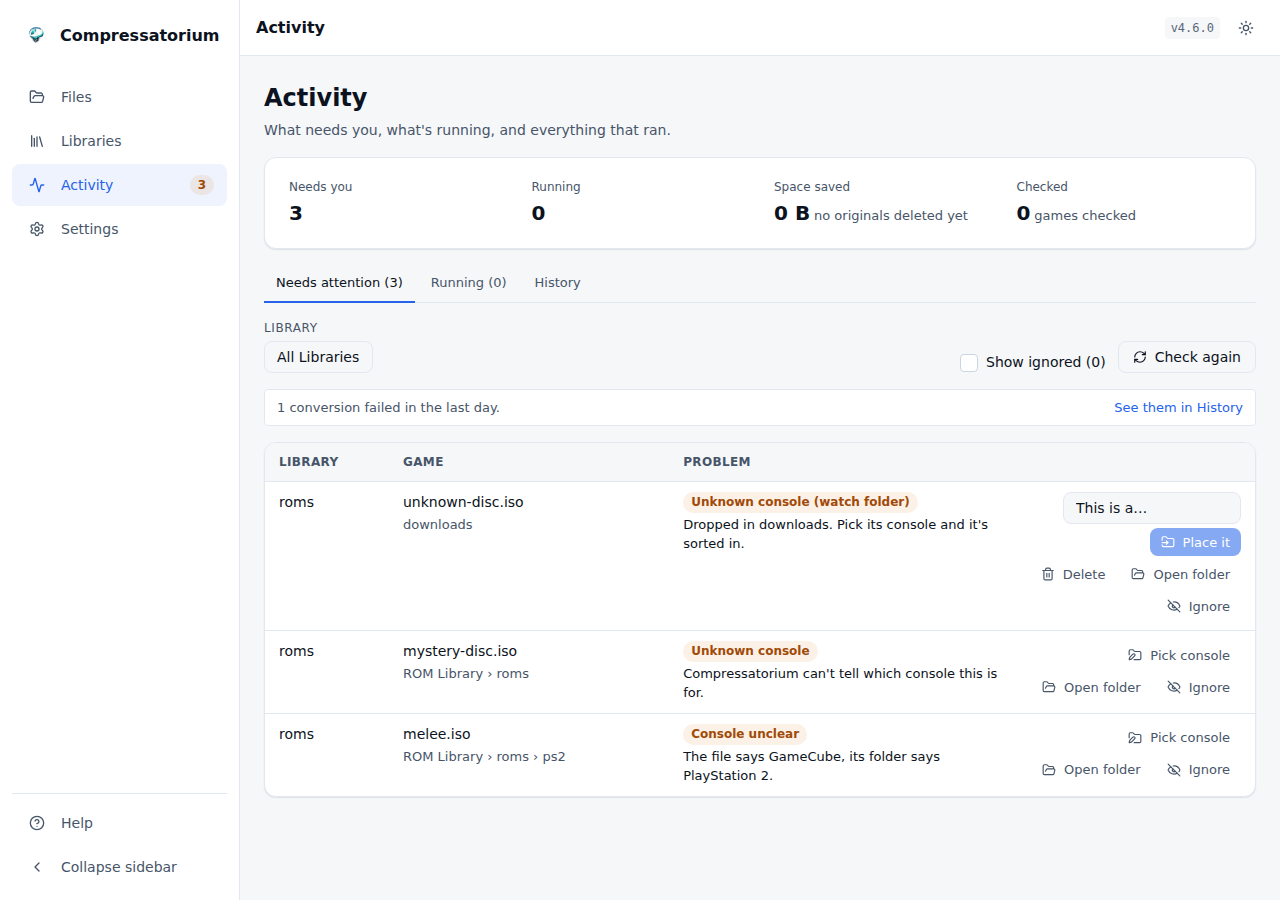 Compressatorium
Activity
v4.6.0
Files
Libraries
Activity
3
Settings
Activity
What needs you, what's running, and everything that ran.
Needs you
3
Running
0
Space saved
0 B no originals deleted yet
Checked
0 games checked
Needs attention (3)
Running (0)
History
LIBRARY
All Libraries
Show ignored (0)
Check again
1 conversion failed in the last day.
See them in History
LIBRARY
GAME
PROBLEM
roms
unknown-disc.iso
downloads
Unknown console (watch folder)
Dropped in downloads. Pick its console and it's
sorted in.
This is a…
Place it
Delete
Open folder
Ignore
roms
mystery-disc.iso
ROM Library › roms
Unknown console
Compressatorium can't tell which console this is
for.
Pick console
Open folder
Ignore
roms
melee.iso
ROM Library › roms › ps2
Console unclear
The file says GameCube, its folder says
PlayStation 2.
Pick console
Open folder
Ignore
Help
Collapse sidebar